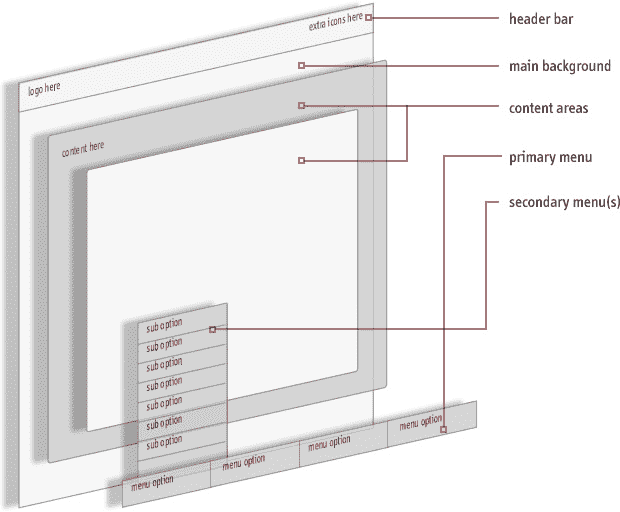 extra icons here
header bar
logo here
main background
content areas
content here
primary menu
secondary menu(s)
sub option
sub option
sub option
sub option
sub option
sub option
sub option
menu option
menu option
menu option
menu option